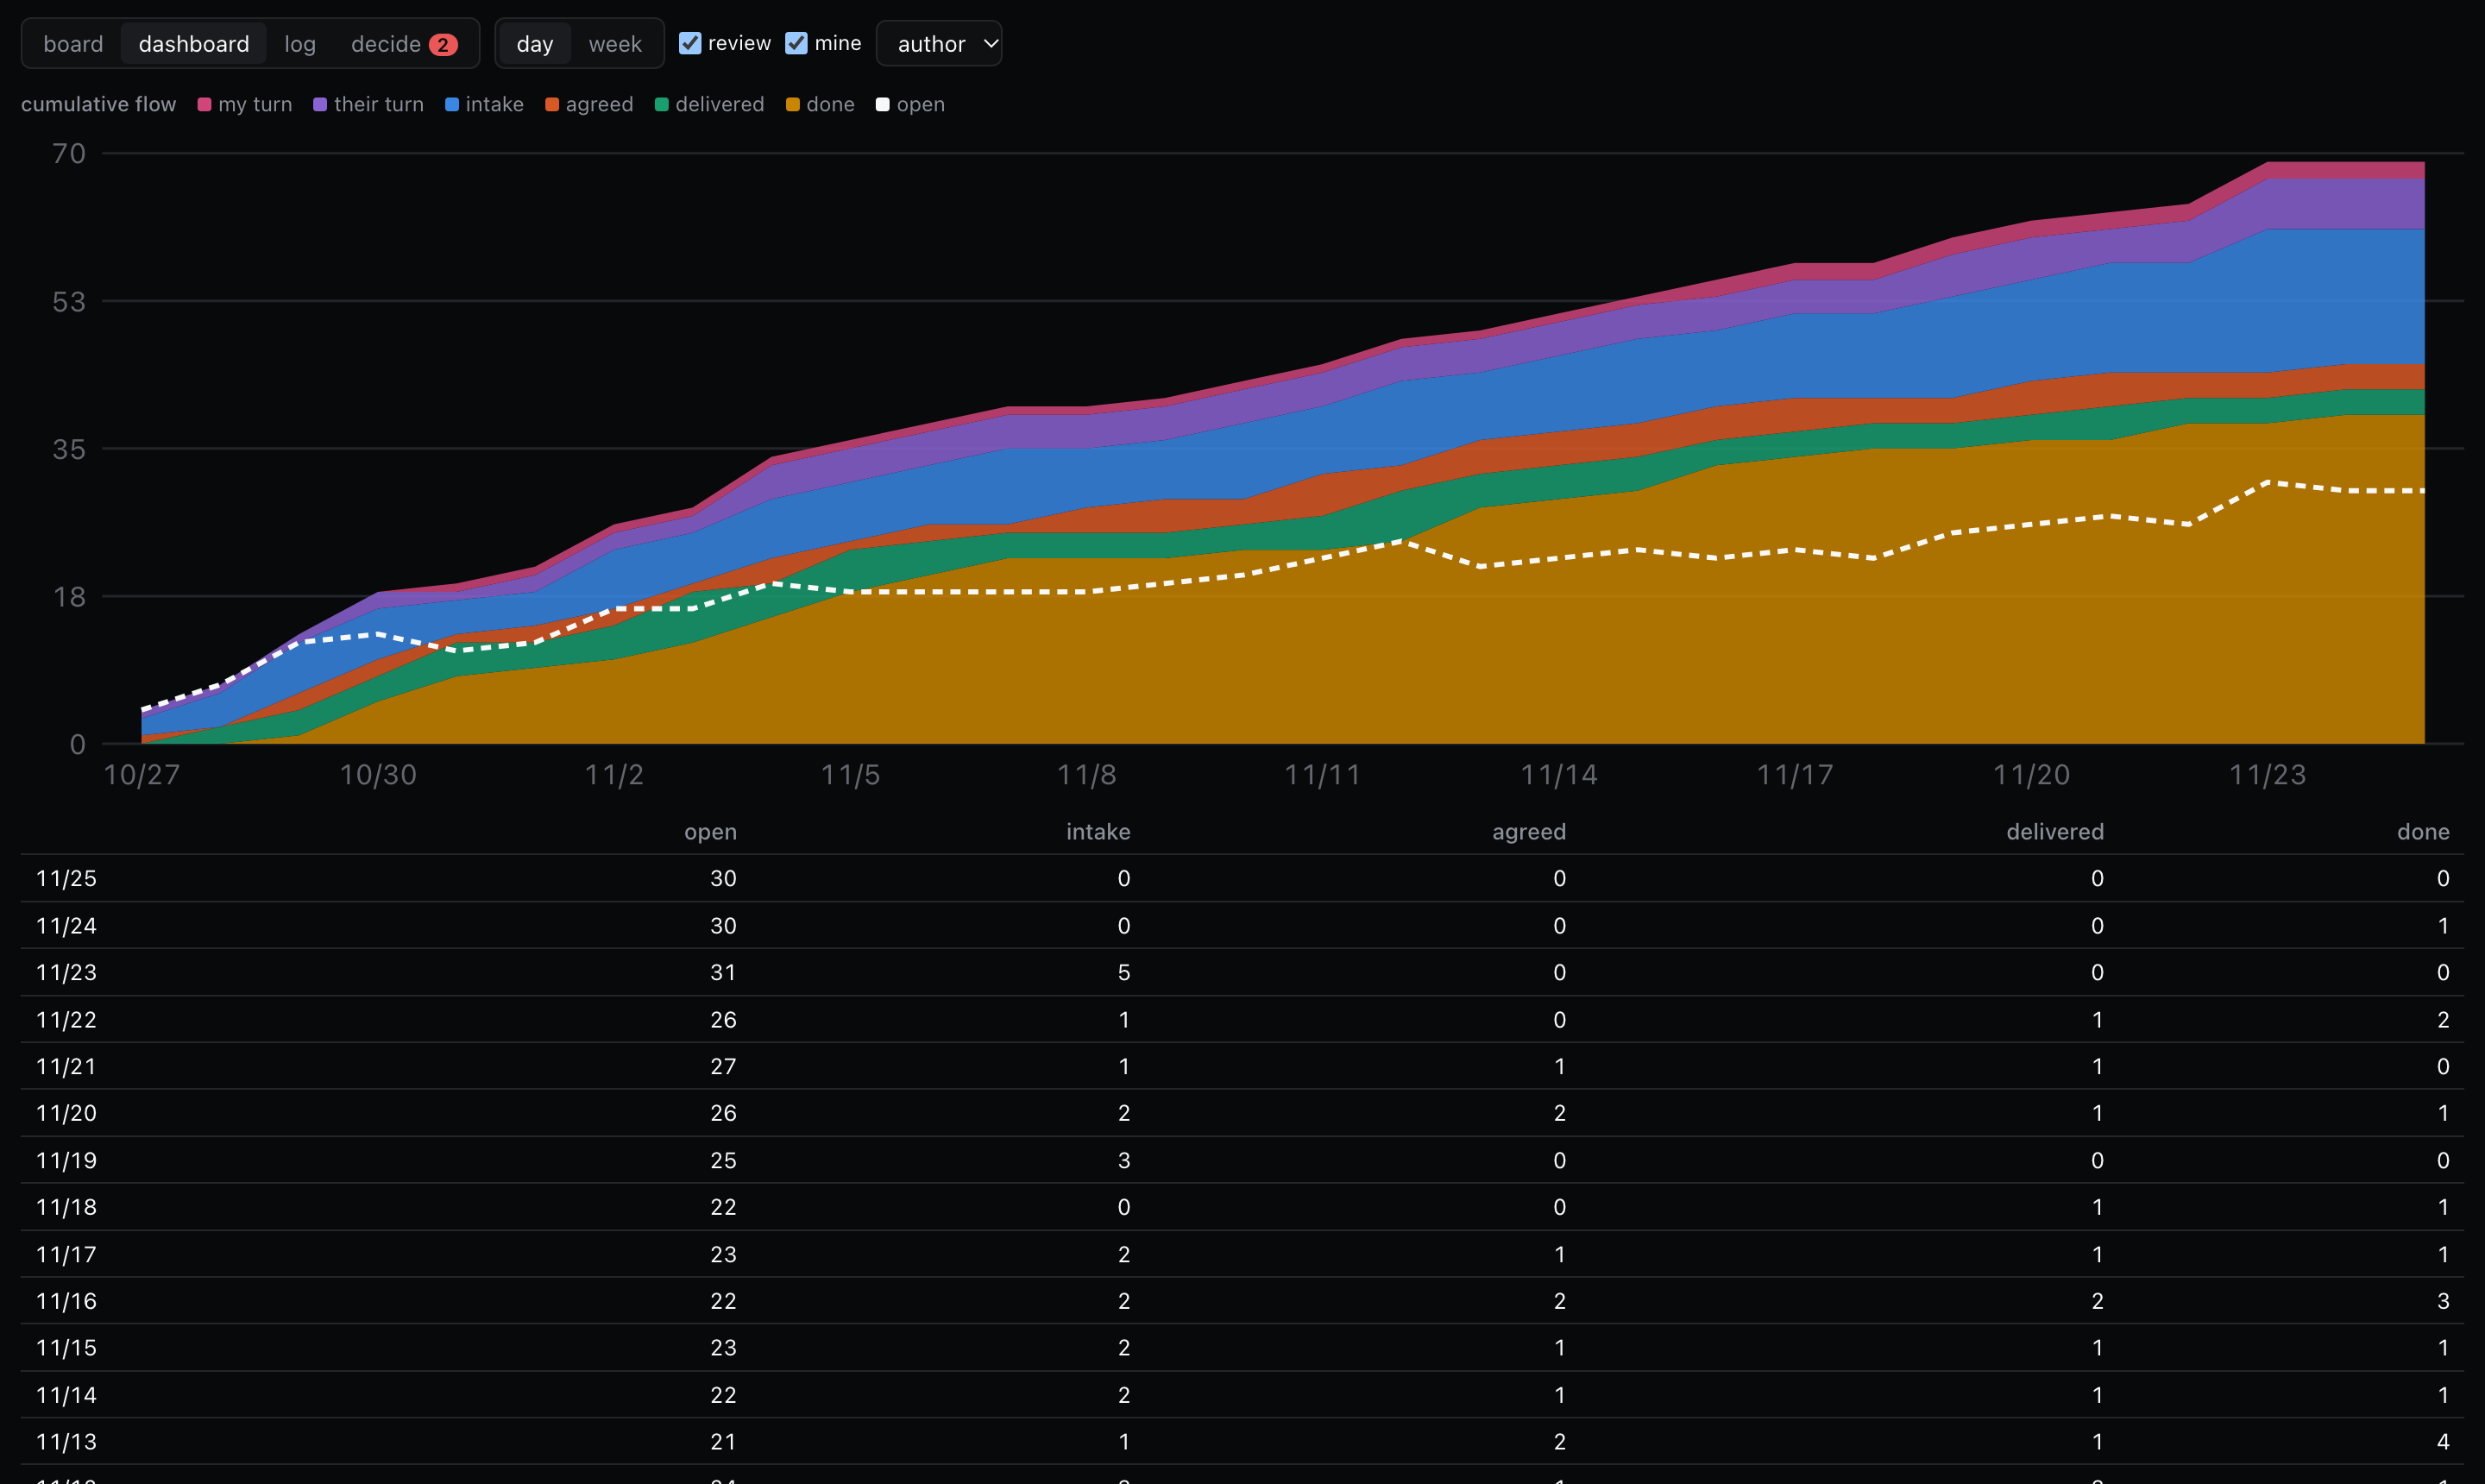 board dashboard log decide 2 day week review mine author
cumulative flow my turn their turn intake agreed delivered done open
70
53
35
18
0
10/27 10/30 11/2 11/5 11/8 11/11 11/14 11/17 11/20 11/23
open intake agreed delivered done
11/25 30 0 0 0 0
11/24 30 0 0 0 1
11/23 31 5 0 0 0
11/22 26 1 0 1 2
11/21 27 1 1 1 0
11/20 26 2 2 1 1
11/19 25 3 0 0 0
11/18 22 0 0 1 1
11/17 23 2 1 1 1
11/16 22 2 2 2 3
11/15 23 2 1 1 1
11/14 22 2 1 1 1
11/13 21 1 2 1 4